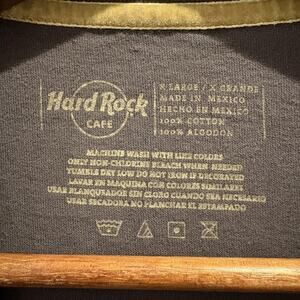 Hard Rock
CAFE
X-LARGE / X GRANDE
MADE IN MEXICO
HECHO EN MEXICO
100% COTTON
100% ALGODON
MACHINE WASH WITH LIKE COLORS
ONLY NON-CHLORINE BLEACH WHEN NEEDED
TUMBLE DRY LOW DO NOT IRON IF DECORATED
LAVAR EN MAQUINA CON COLORES SIMILARES
USAR BLANQUEADOR SIN CLORO CUANDO SEA NECESARIO
USAR SECADORA NO PLANCHAR EL ESTAMPADO